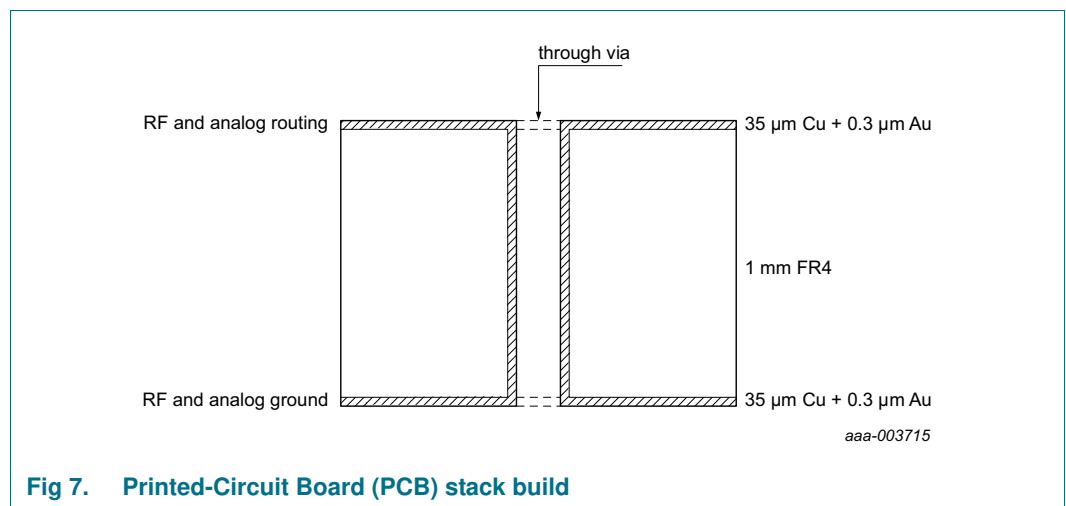 through via
RF and analog routing
35 µm Cu + 0.3 µm Au
1 mm FR4
RF and analog ground
35 µm Cu + 0.3 µm Au
aaa-003715
Fig 7. Printed-Circuit Board (PCB) stack build